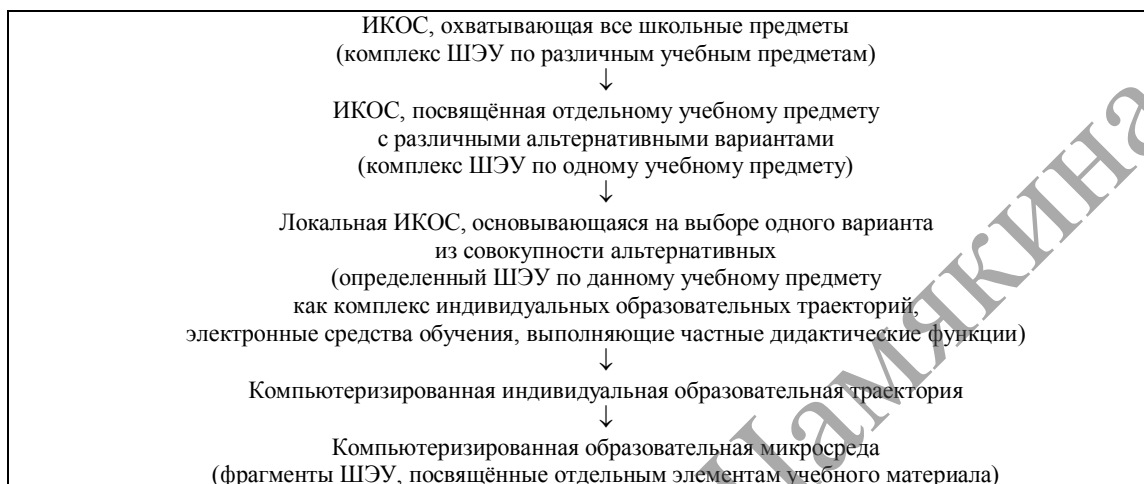 ИКОС, охватывающая все школьные предметы
(комплекс ШЭУ по различным учебным предметам)
↓
ИКОС, посвящённая отдельному учебному предмету
с различными альтернативными вариантами
(комплекс ШЭУ по одному учебному предмету)
↓
Локальная ИКОС, основывающаяся на выборе одного варианта
из совокупности альтернативных
(определенный ШЭУ по данному учебному предмету
как комплекс индивидуальных образовательных траекторий,
электронные средства обучения, выполняющие частные дидактические функции)
↓
Компьютеризированная индивидуальная образовательная траектория
↓
Компьютеризированная образовательная микросреда
(фрагменты ШЭУ, посвящённые отдельным элементам учебного материала)